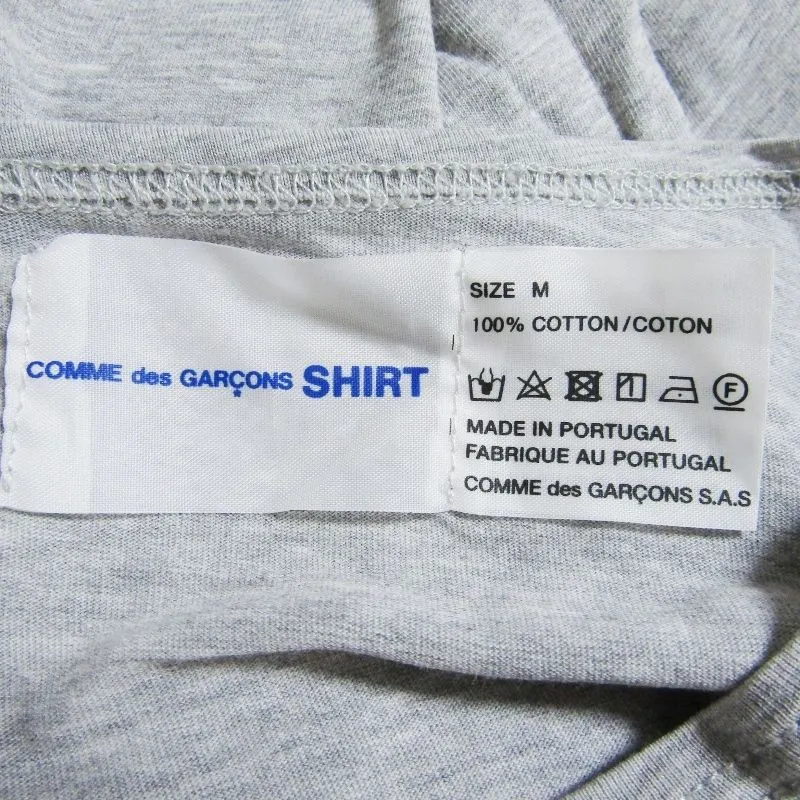 COMME des GARÇONS SHIRT
SIZE M
100% COTTON/COTON
F
MADE IN PORTUGAL
FABRIQUE AU PORTUGAL
COMME des GARÇONS S.A.S